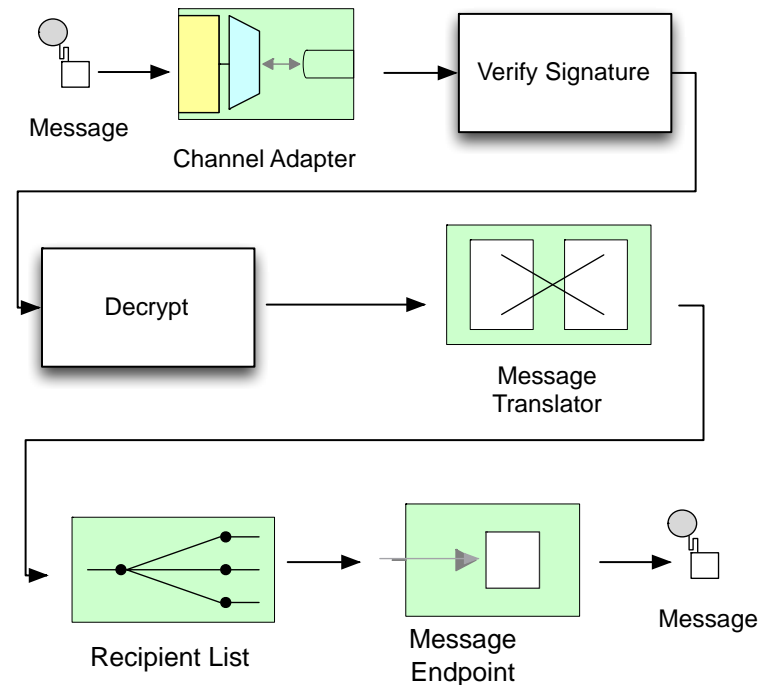 Message
Channel Adapter
Verify Signature
Decrypt
Message
Translator
Recipient List
Message
Endpoint
Message